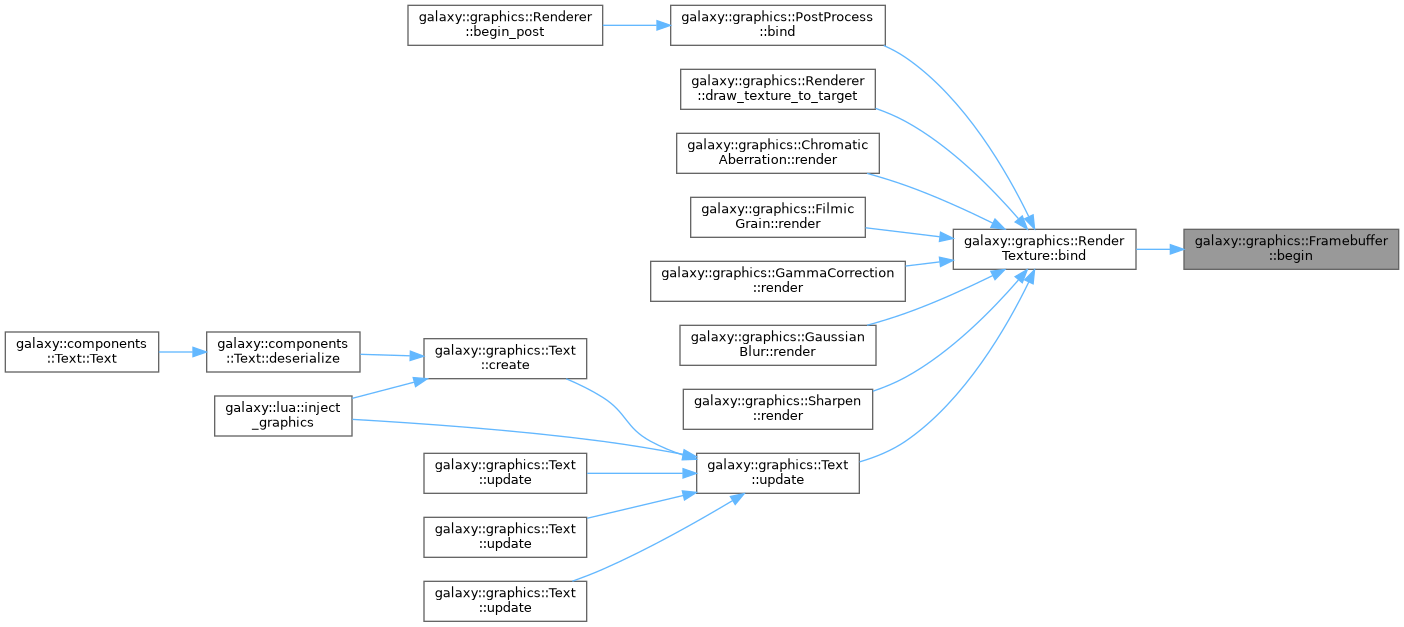 galaxy::graphics::Renderer
::begin_post
galaxy::graphics::PostProcess
::bind
galaxy::graphics::Renderer
::draw_texture_to_target
galaxy::graphics::Chromatic
Aberration::render
galaxy::graphics::Filmic
Grain::render
galaxy::graphics::Render
Texture::bind
galaxy::graphics::Framebuffer
::begin
galaxy::graphics::GammaCorrection
::render
galaxy::graphics::Gaussian
Blur::render
galaxy::components
::Text::Text
galaxy::components
::Text::deserialize
galaxy::graphics::Text
::create
galaxy::graphics::Sharpen
::render
galaxy::lua::inject
_graphics
galaxy::graphics::Text
::update
galaxy::graphics::Text
::update
galaxy::graphics::Text
::update
galaxy::graphics::Text
::update